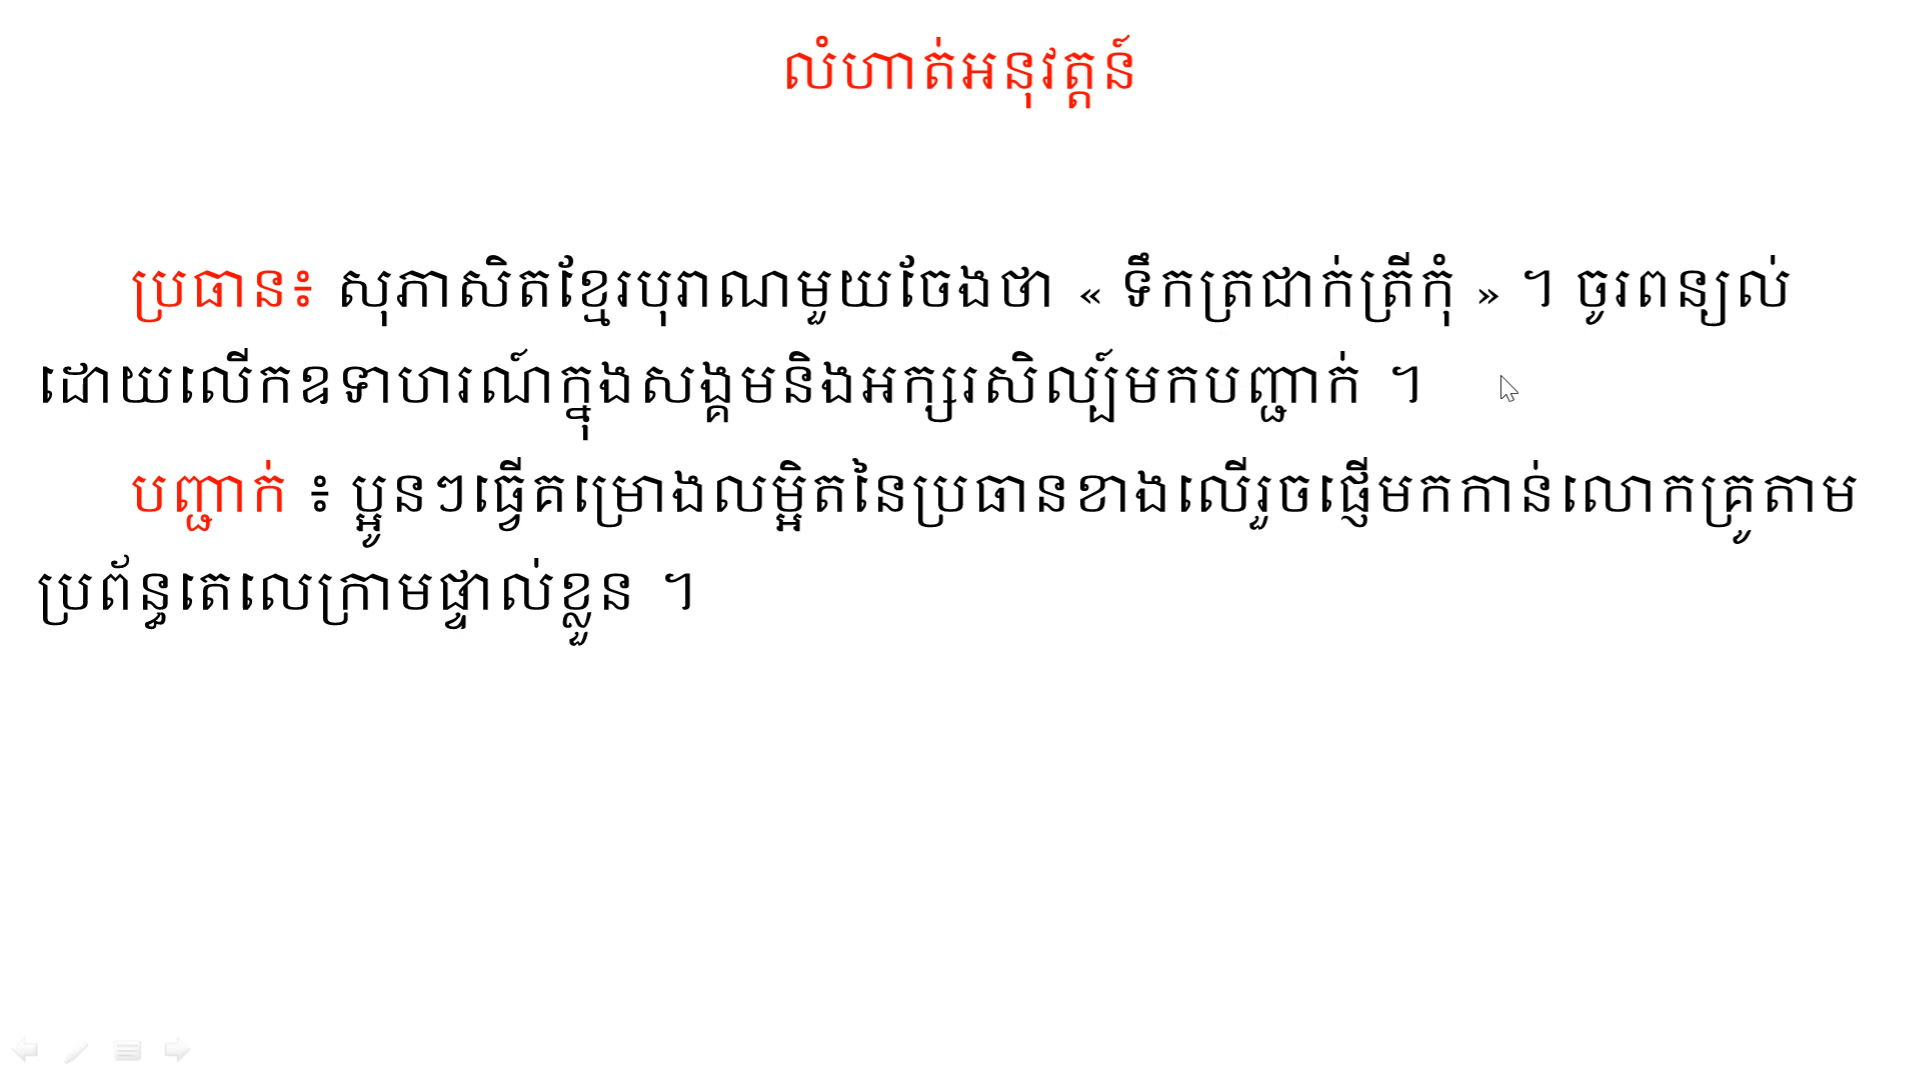 លំហាត់អនុវត្តន៍
ប្រធាន៖ សុភាសិតខ្មែរបុរាណមួយចែងថា « ទឹកត្រជាក់ត្រីកុំ » ។ ចូរពន្យល់
ដោយលើកឧទាហរណ៍ក្នុងសង្គមនិងអក្សរសិល្ប៍មកបញ្ជាក់ ។
បញ្ជាក់ ៖ ប្អូនៗធ្វើគម្រោងលម្អិតនៃប្រធានខាងលើរួចផ្ញើមកកាន់លោកគ្រូតាម
ប្រព័ន្ធតេលេក្រាមផ្ទាល់ខ្លួន ។